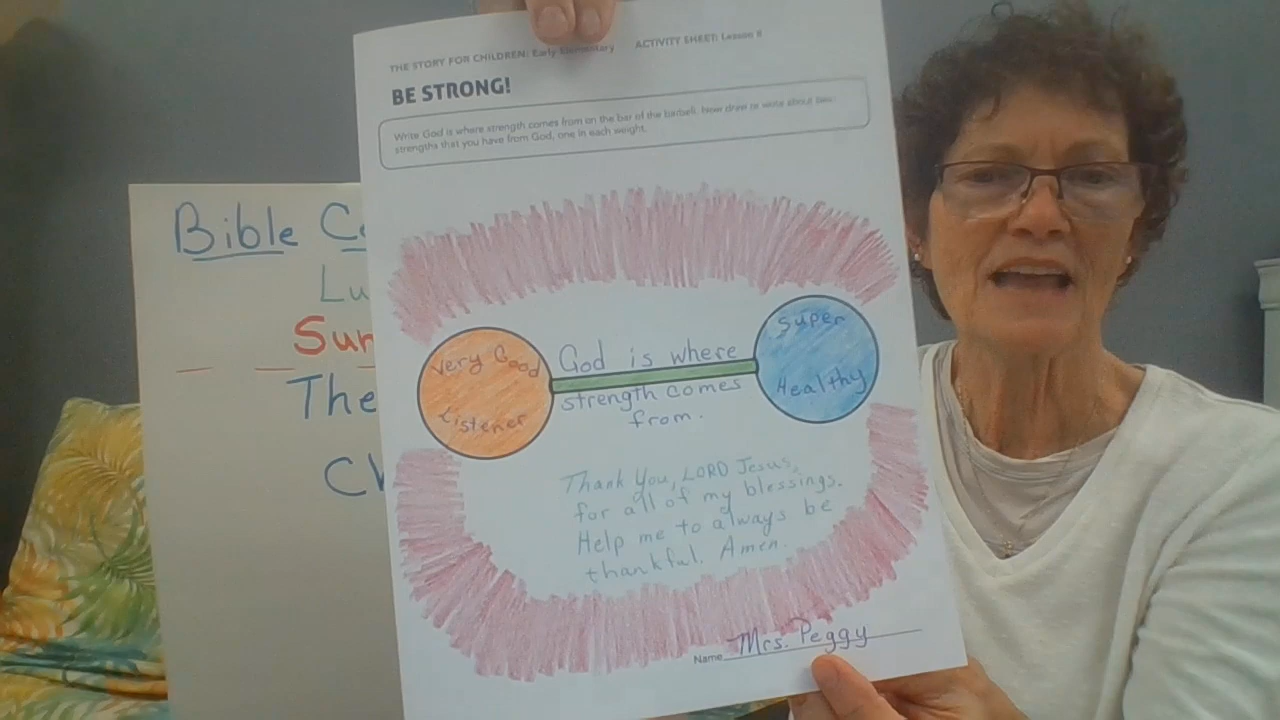 THE STORY FOR CHILDREN: Early Elementary ACTIVITY SHEET: Lesson 8
BE STRONG!
Write God is where strength comes from on the bar of the barbell. Now draw or write about two
strengths that you have from God, one in each weight.
Bible
Lu
Sun
The
Ch
Very Good
Listener
God is where
strength comes
from.
Super
Healthy
Thank You, LORD Jesus,
for all of my blessings.
Help me to always be
thankful. Amen.
Name Mrs. Peggy